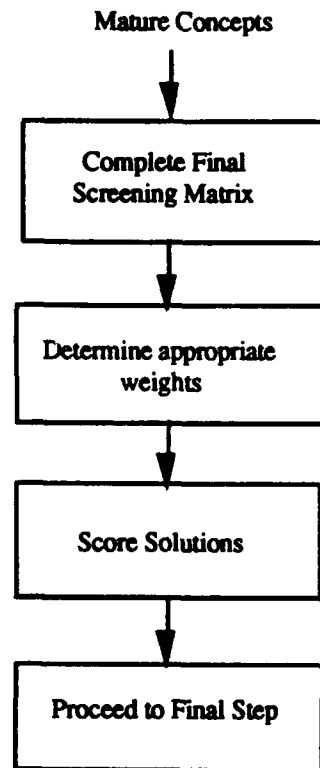 Mature Concepts
Complete Final
Screening Matrix
Determine appropriate
weights
Score Solutions
Proceed to Final Step